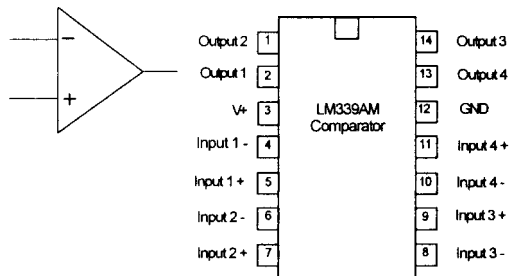 −
+
Output 2 1 14 Output 3
Output 1 2 13 Output 4
V+ 3 LM339AM 12 GND
Comparator
Input 1 - 4 11 Input 4 +
Input 1 + 5 10 Input 4 -
Input 2 - 6 9 Input 3 +
Input 2 + 7 8 Input 3 -